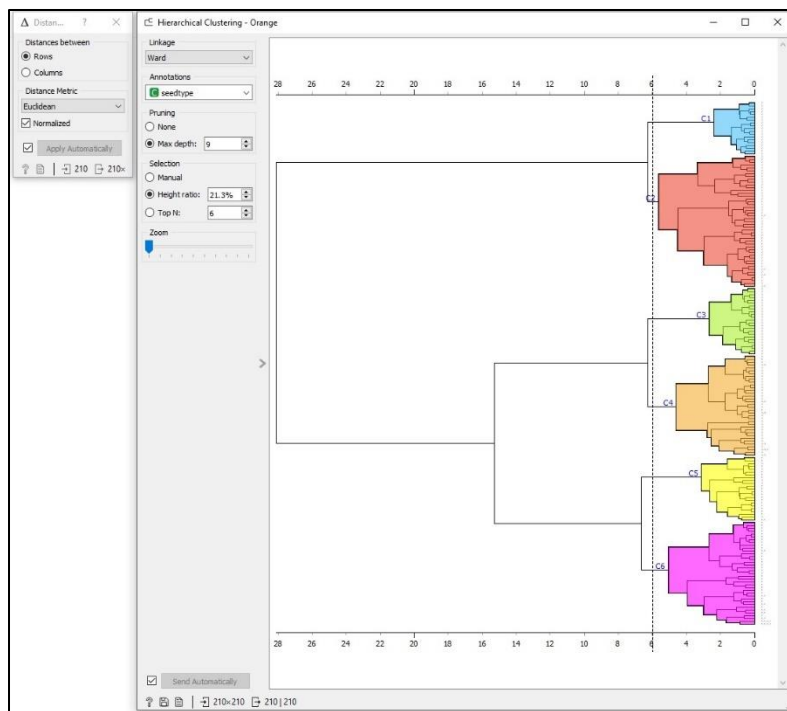 Distan... ?
Distances between
Rows
Columns
Distance Metric
Euclidean
Normalized
Apply Automatically
? 210 210×
Hierarchical Clustering - Orange
Linkage
Ward
Annotations
C seedtype
Pruning
None
Max depth: 9
Selection
Manual
Height ratio: 21.3%
Top N: 6
Zoom
Send Automatically
? 210×210 210 | 210
28 26 24 22 20 18 16 14 12 10 8 6 4 2 0
C1
C2
C3
C4
C5
C6
28 26 24 22 20 18 16 14 12 10 8 6 4 2 0